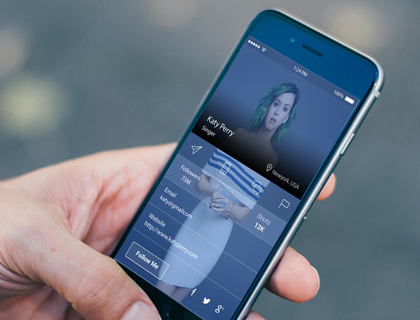 7:24 PM
100%
Katy Perry
Singer
Newyork, USA
Followers
73M
Ghosts
12K
Email
katy@gmail.com
Website
http://www.katyperry.com
Follow Me